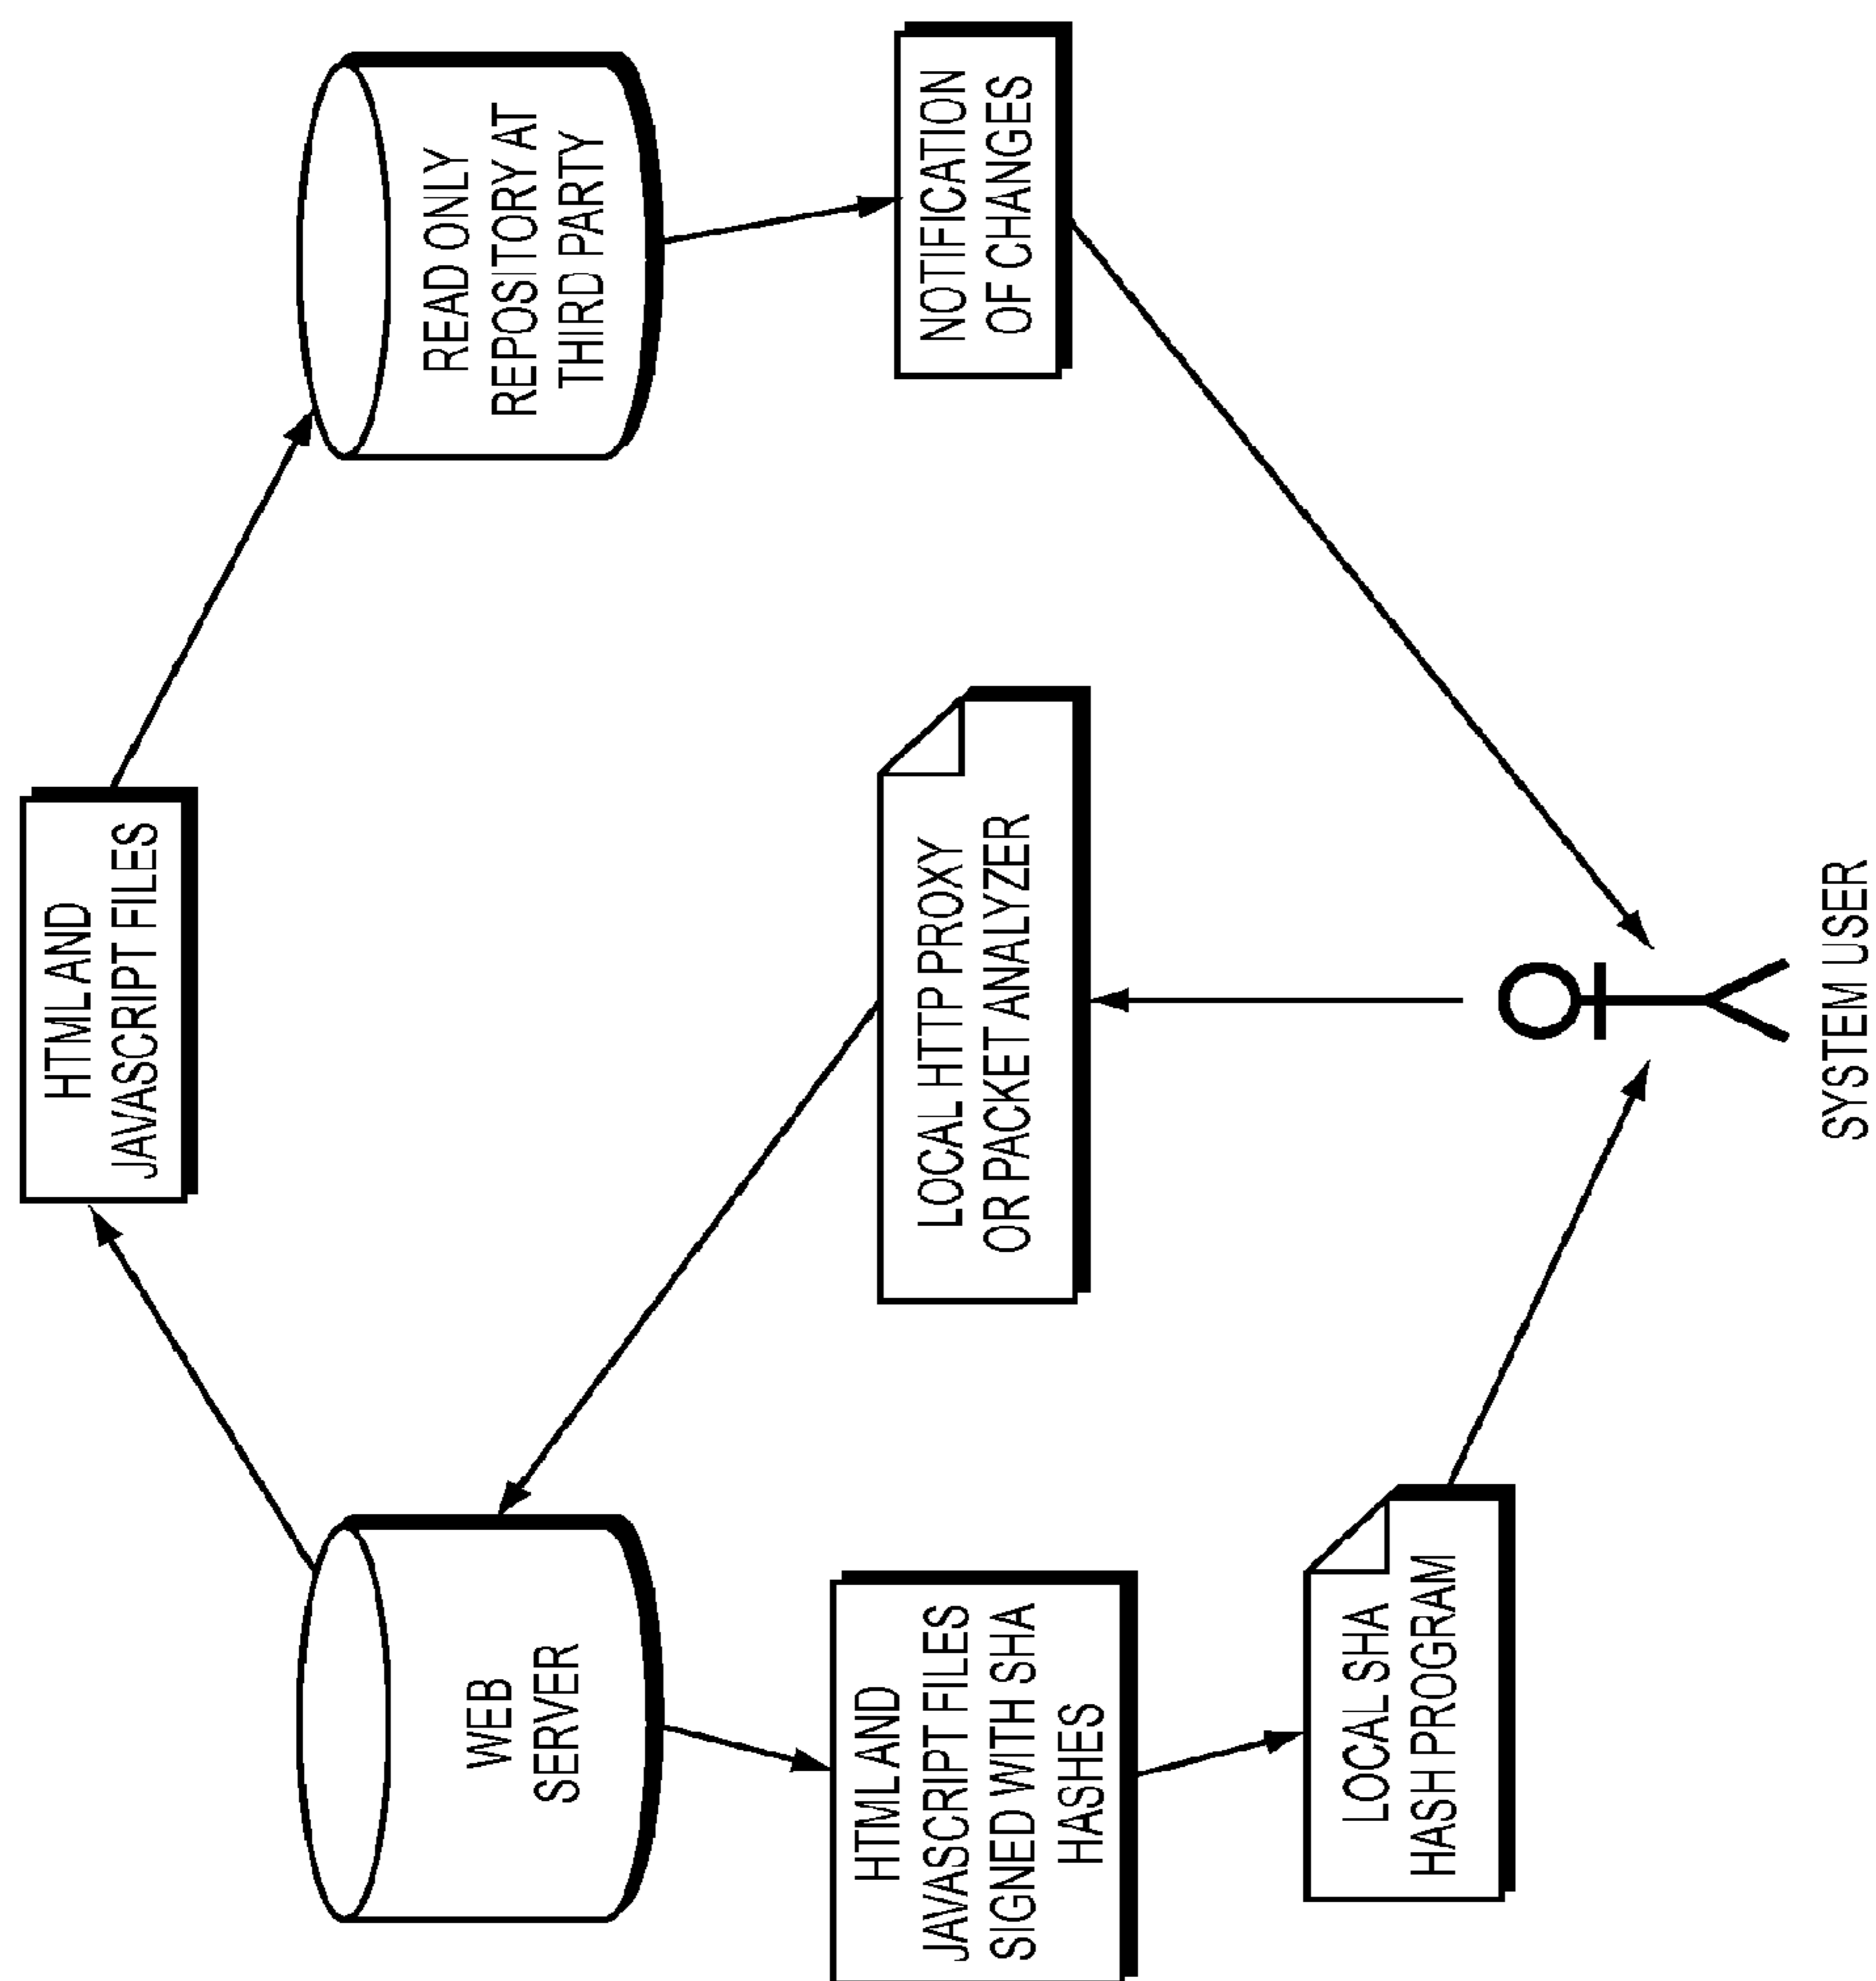 HTML AND
JAVASCRIPT FILES
WEB
SERVER
READ ONLY
REPOSITORY AT
THIRD PARTY
HTML AND
JAVASCRIPT FILES
SIGNED WITH SHA
HASHES
LOCAL HTTP PROXY
OR PACKET ANALYZER
NOTIFICATION
OF CHANGES
LOCAL SHA
HASH PROGRAM
SYSTEM USER